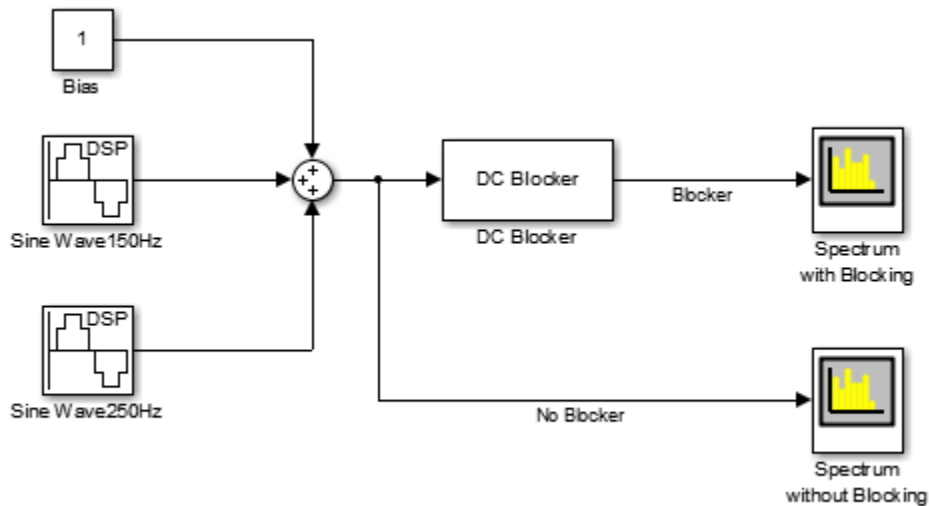 1
Bias
DSP
Sine Wave150Hz
DC Blocker
DC Blocker
Blocker
Spectrum
with Blocking
DSP
Sine Wave250Hz
No Blocker
Spectrum
without Blocking